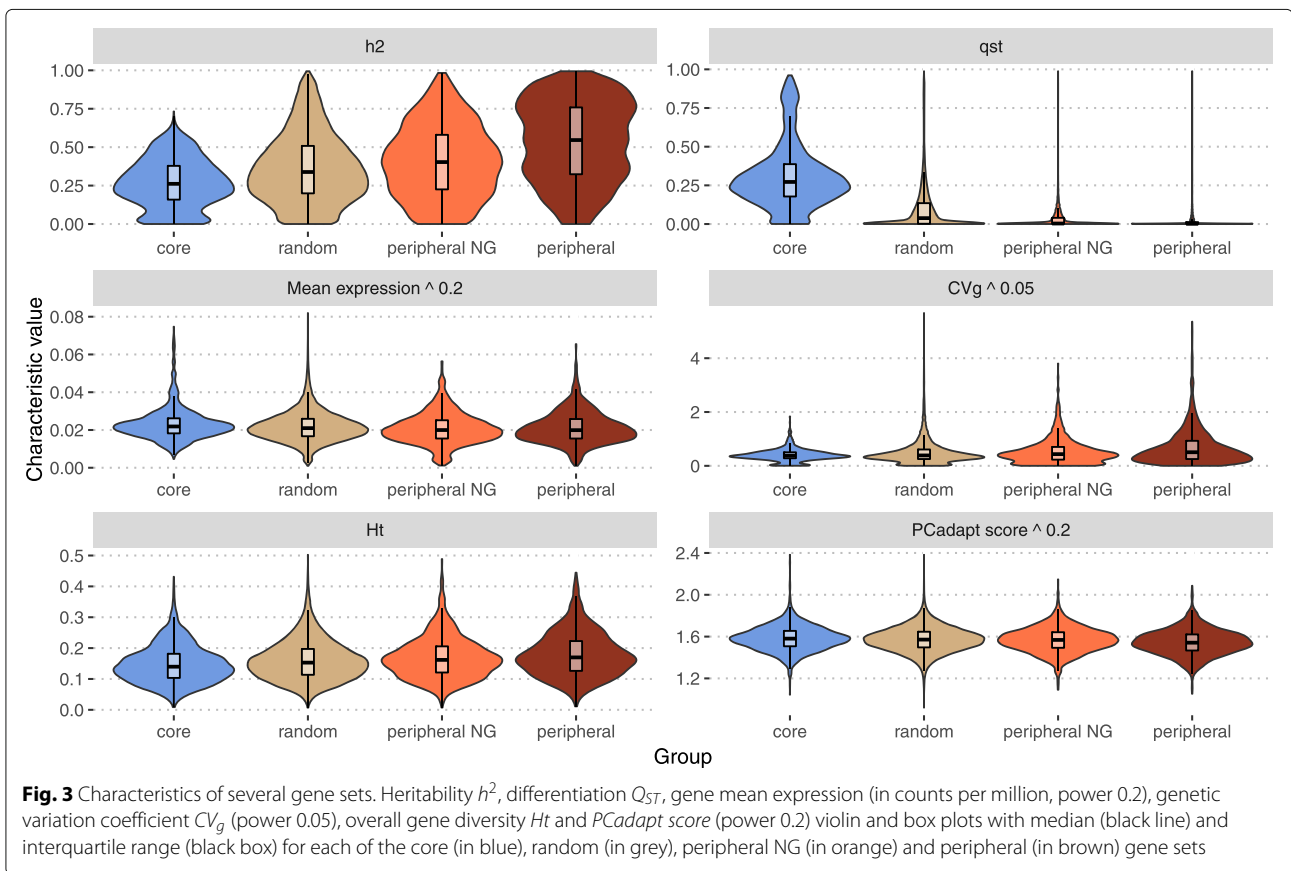 h2
qst
1.00
0.75
0.50
0.25
0.00
core
random
peripheral NG
peripheral
1.00
0.75
0.50
0.25
0.00
core
random
peripheral NG
peripheral
Characteristic value
Mean expression ^ 0.2
CVg ^ 0.05
0.08
0.06
0.04
0.02
0.00
core
random
peripheral NG
peripheral
4
2
0
core
random
peripheral NG
peripheral
Ht
PCadapt score ^ 0.2
0.5
0.4
0.3
0.2
0.1
0.0
core
random
peripheral NG
peripheral
2.4
2.0
1.6
1.2
core
random
peripheral NG
peripheral
Group
Fig. 3 Characteristics of several gene sets. Heritability h², differentiation Q_ST, gene mean expression (in counts per million, power 0.2), genetic
variation coefficient CV_g (power 0.05), overall gene diversity Ht and PCadapt score (power 0.2) violin and box plots with median (black line) and
interquartile range (black box) for each of the core (in blue), random (in grey), peripheral NG (in orange) and peripheral (in brown) gene sets